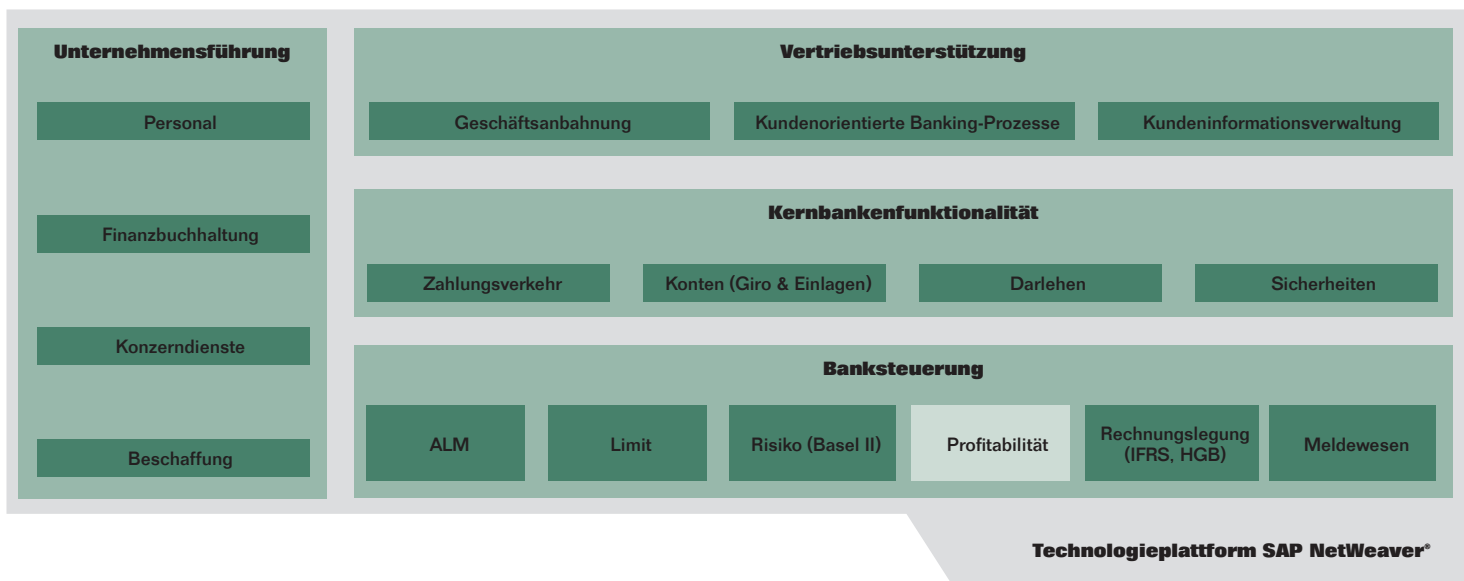 Unternehmensführung
Personal
Finanzbuchhaltung
Konzerndienste
Beschaffung
Vertriebsunterstützung
Geschäftsanbahnung
Kundenorientierte Banking-Prozesse
Kundeninformationsverwaltung
Kernbankenfunktionalität
Zahlungsverkehr
Konten (Giro & Einlagen)
Darlehen
Sicherheiten
Banksteuerung
ALM
Limit
Risiko (Basel II)
Profitabilität
Rechnungslegung
(IFRS, HGB)
Meldewesen
Technologieplattform SAP NetWeaver®